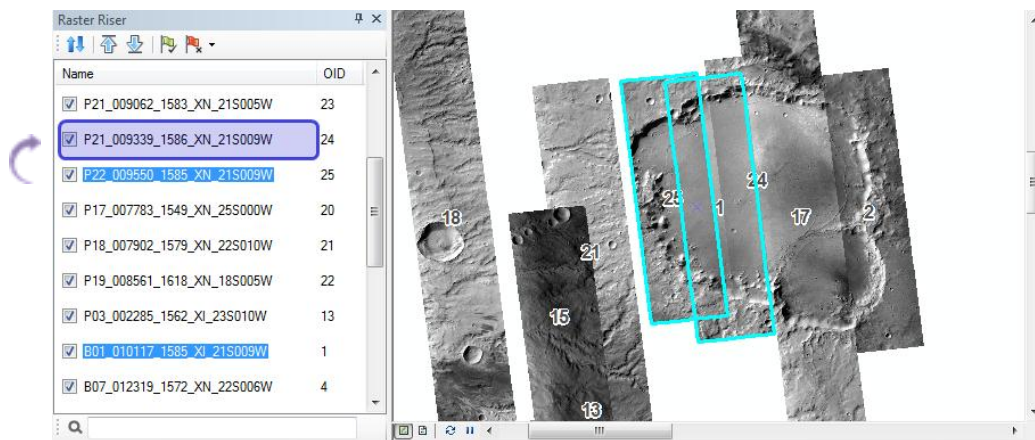 Raster Riser
Name OID
P21_009062_1583_XN_21S005W 23
P21_009339_1586_XN_21S009W 24
P22_009550_1585_XN_21S009W 25
P17_007783_1549_XN_25S000W 20
P18_007902_1579_XN_22S010W 21
P19_008561_1618_XN_18S005W 22
P03_002285_1562_XI_23S010W 13
B01_010117_1585_XI_21S009W 1
B07_012319_1572_XN_22S006W 4
18
21
15
13
25
1
24
17
2